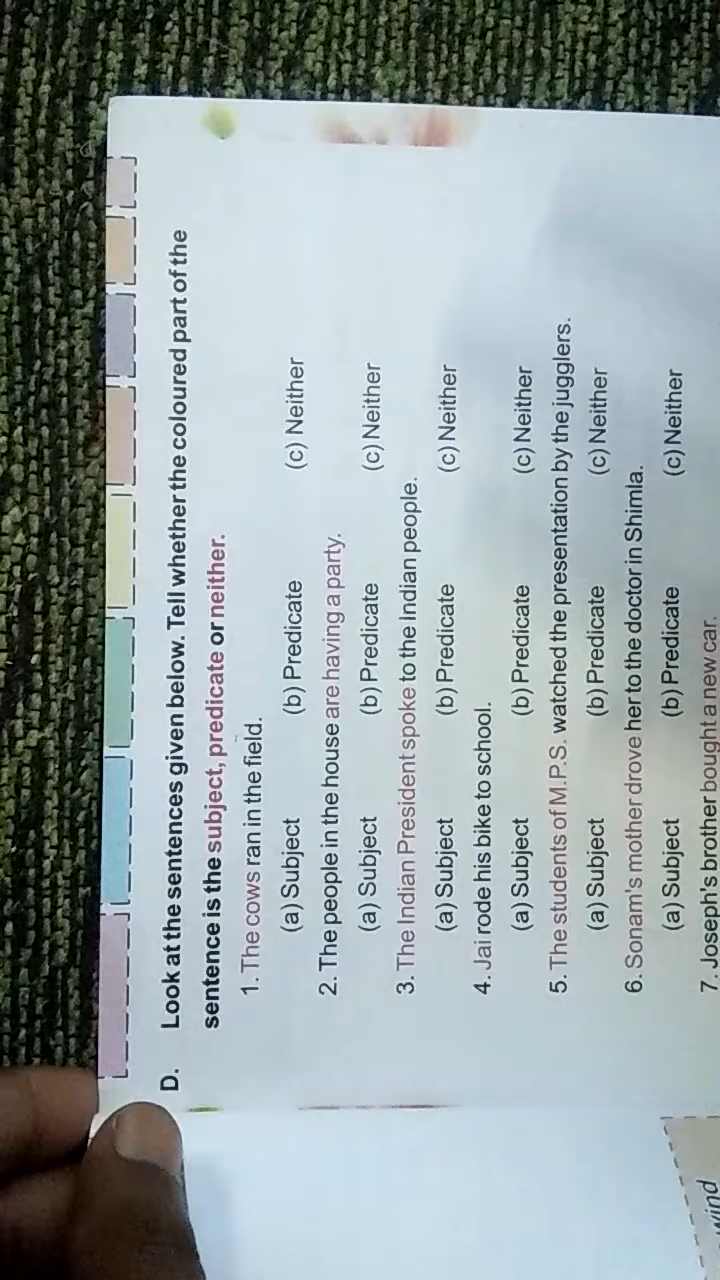 D. Look at the sentences given below. Tell whether the coloured part of the
sentence is the subject, predicate or neither.
1. The cows ran in the field.
(a) Subject (b) Predicate (c) Neither
2. The people in the house are having a party.
(a) Subject (b) Predicate (c) Neither
3. The Indian President spoke to the Indian people.
(a) Subject (b) Predicate (c) Neither
4. Jai rode his bike to school.
(a) Subject (b) Predicate (c) Neither
5. The students of M.P.S. watched the presentation by the jugglers.
(a) Subject (b) Predicate (c) Neither
6. Sonam's mother drove her to the doctor in Shimla.
(a) Subject (b) Predicate (c) Neither
7. Joseph's brother bought a new car.